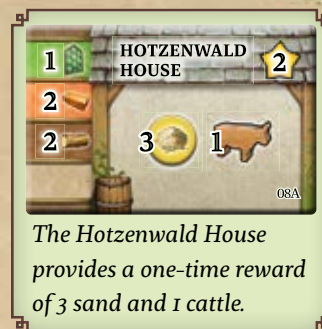 1
HOTZENWALD
HOUSE
2
2
2
3
1
08A
The Hotzenwald House
provides a one-time reward
of 3 sand and 1 cattle.